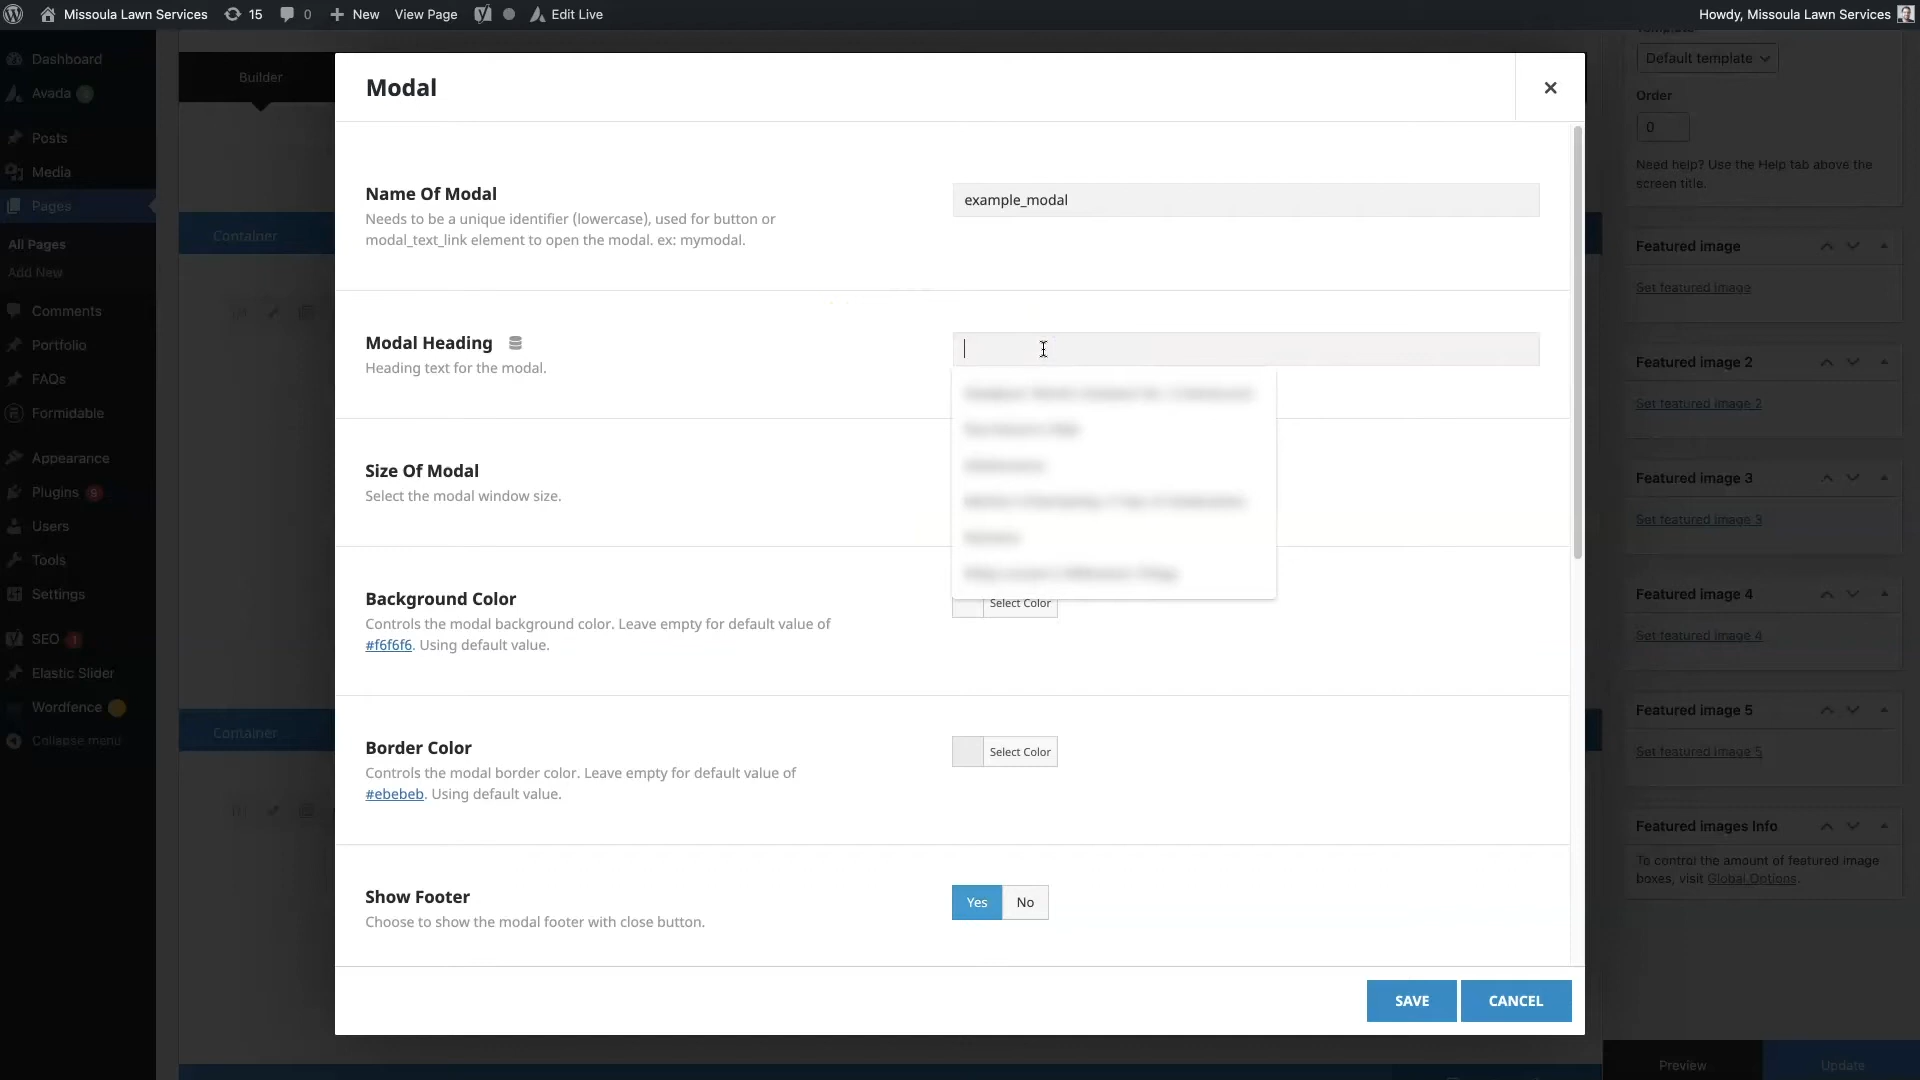 Missoula Lawn Services 15 0 New View Page Edit Live Howdy, Missoula Lawn Services
Dashboard
Avada
Posts
Media
Pages
All Pages
Add New
Comments
Portfolio
FAQs
Formidable
Appearance
Plugins 8
Users
Tools
Settings
SEO 1
Elastic Slider
Wordfence
Collapse menu
Builder
Container
Container
Modal
Name Of Modal
Needs to be a unique identifier (lowercase), used for button or
modal_text_link element to open the modal. ex: mymodal.
example_modal
Modal Heading
Heading text for the modal.
Size Of Modal
Select the modal window size.
Background Color
Controls the modal background color. Leave empty for default value of
#f6f6f6. Using default value.
Select Color
Border Color
Controls the modal border color. Leave empty for default value of
#ebebeb. Using default value.
Select Color
Show Footer
Choose to show the modal footer with close button.
Yes No
SAVE CANCEL
Template
Default template
Order
0
Need help? Use the Help tab above the
screen title.
Featured image
Set featured image
Featured image 2
Set featured image 2
Featured image 3
Set featured image 3
Featured image 4
Set featured image 4
Featured image 5
Set featured image 5
Featured images Info
To control the amount of featured image
boxes, visit Global Options.
Preview Update